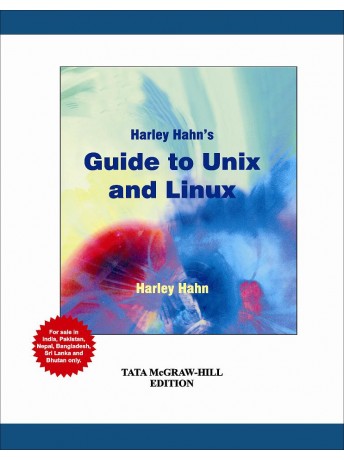 Harley Hahn's
Guide to Unix
and Linux
Harley Hahn
For sale in
India, Pakistan,
Nepal, Bangladesh,
Sri Lanka and
Bhutan only.
TATA McGRAW-HILL
EDITION